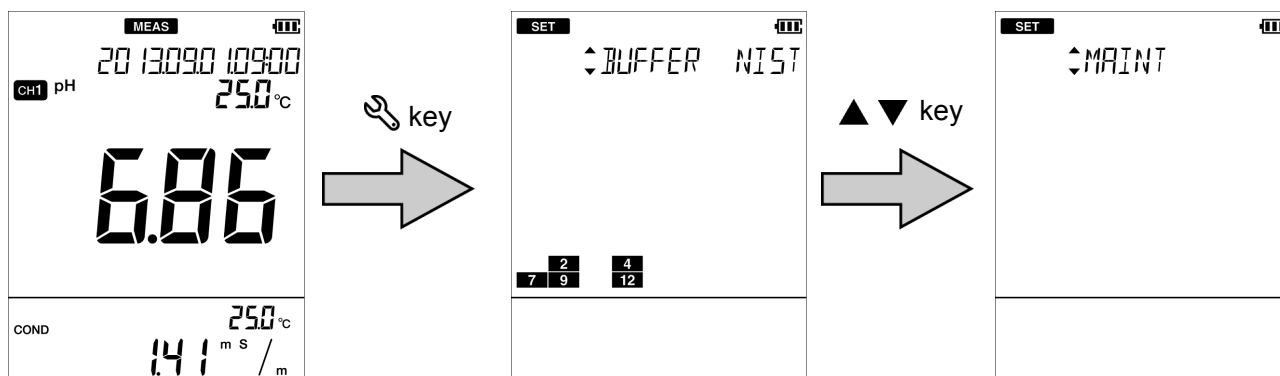 MEAS
2013.09.01.09:00
CH1 pH
25.0 °C
6.86
COND
25.0 °C
1.41 m S / m
key
SET
BUFFER NIST
2 4
7 9 12
▲ ▼ key
SET
MAINT